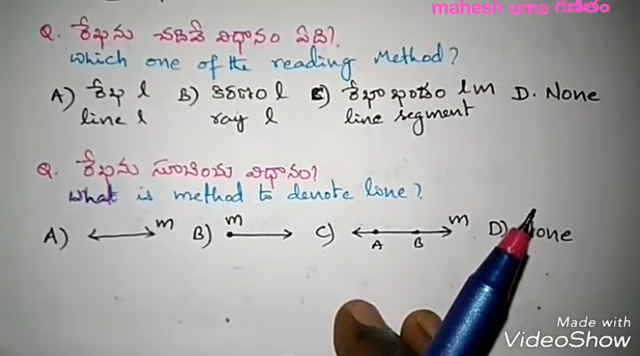 mahesh uma గణితం
Q. రేఖను చదివే విధానం ఏది?
Which one of the reading Method?
A) రేఖ l B) కిరణం l C) రేఖా ఖండం lm D. None
line l ray l line segment
Q. రేఖను సూచించు విధానం?
What is method to denote lone?
A) m B) m C) A B m D) None
Made with
VideoShow